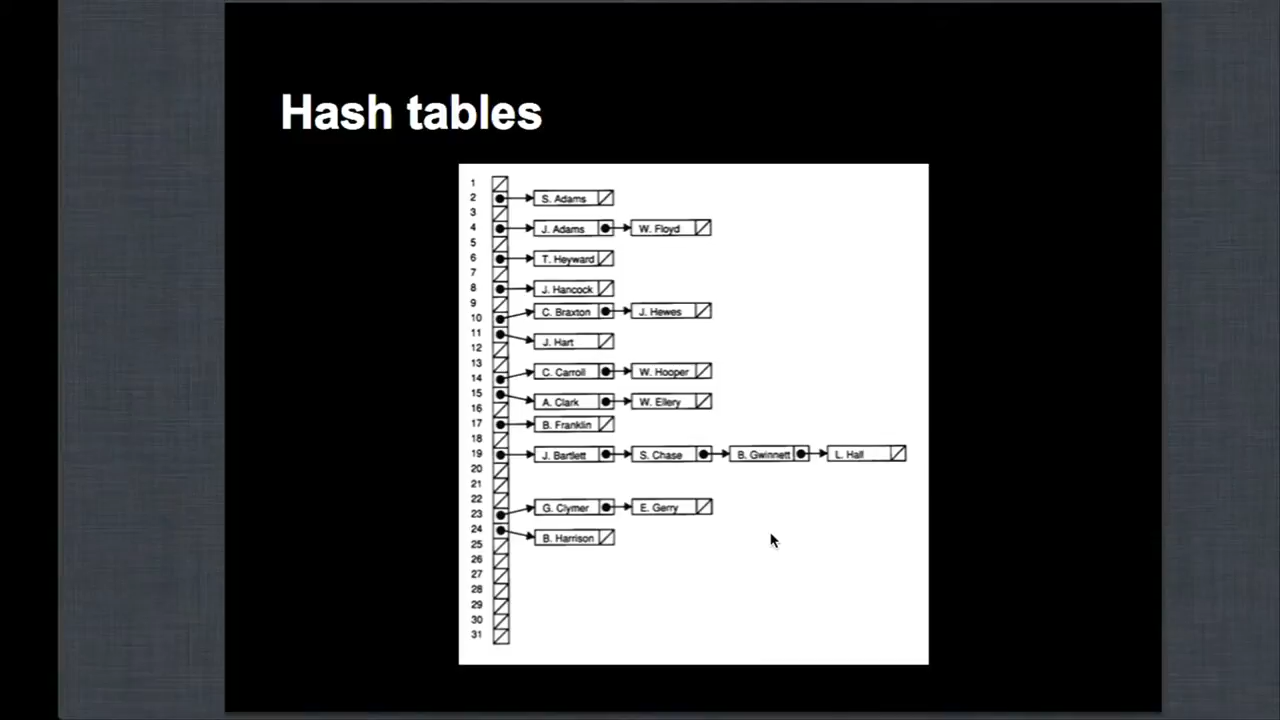 Hash tables
1
2 S. Adams
3
4 J. Adams W. Floyd
5
6 T. Heyward
7
8 J. Hancock
9
10 C. Braxton J. Hewes
11 J. Hart
12
13
14 C. Carroll W. Hooper
15 A. Clark W. Ellery
16
17 B. Franklin
18
19 J. Bartlett S. Chase B. Gwinnett L. Hall
20
21
22
23 G. Clymer E. Gerry
24 B. Harrison
25
26
27
28
29
30
31